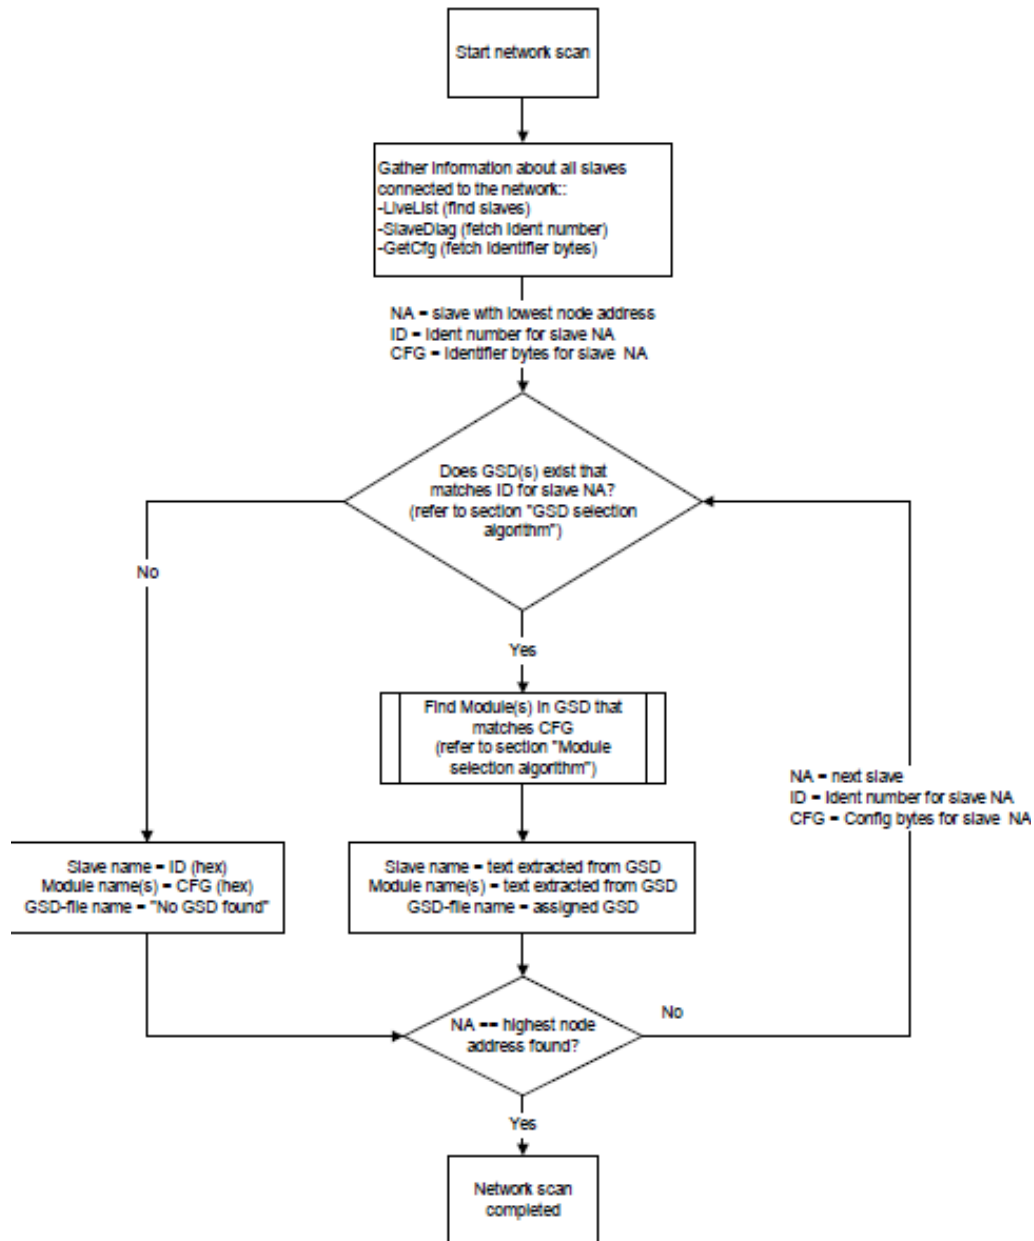 Start network scan
Gather information about all slaves
connected to the network::
-LiveList (find slaves)
-SlaveDiag (fetch Ident number)
-GetCfg (fetch Identifier bytes)
NA = slave with lowest node address
ID = Ident number for slave NA
CFG = Identifier bytes for slave NA
Does GSD(s) exist that
matches ID for slave NA?
(refer to section "GSD selection
algorithm")
No
Yes
Find Module(s) in GSD that
matches CFG
(refer to section "Module
selection algorithm")
NA = next slave
ID = Ident number for slave NA
CFG = Config bytes for slave NA
Slave name = ID (hex)
Module name(s) = CFG (hex)
GSD-file name = "No GSD found"
Slave name = text extracted from GSD
Module name(s) = text extracted from GSD
GSD-file name = assigned GSD
NA == highest node
address found?
No
Yes
Network scan
completed